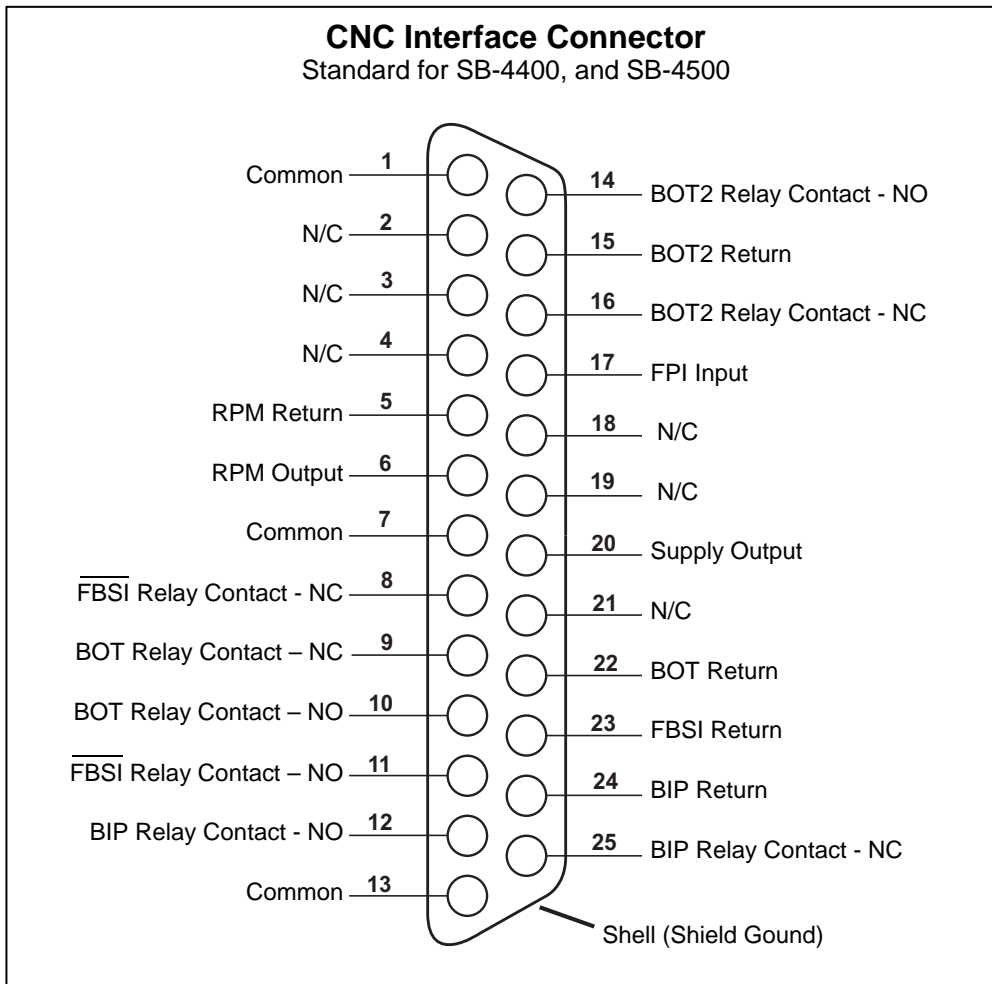 CNC Interface Connector
Standard for SB-4400, and SB-4500
Common 1
N/C 2
N/C 3
N/C 4
RPM Return 5
RPM Output 6
Common 7
F̅B̅S̅I̅ Relay Contact - NC 8
BOT Relay Contact – NC 9
BOT Relay Contact – NO 10
F̅B̅S̅I̅ Relay Contact – NO 11
BIP Relay Contact - NO 12
Common 13
14 BOT2 Relay Contact - NO
15 BOT2 Return
16 BOT2 Relay Contact - NC
17 FPI Input
18 N/C
19 N/C
20 Supply Output
21 N/C
22 BOT Return
23 FBSI Return
24 BIP Return
25 BIP Relay Contact - NC
Shell (Shield Gound)